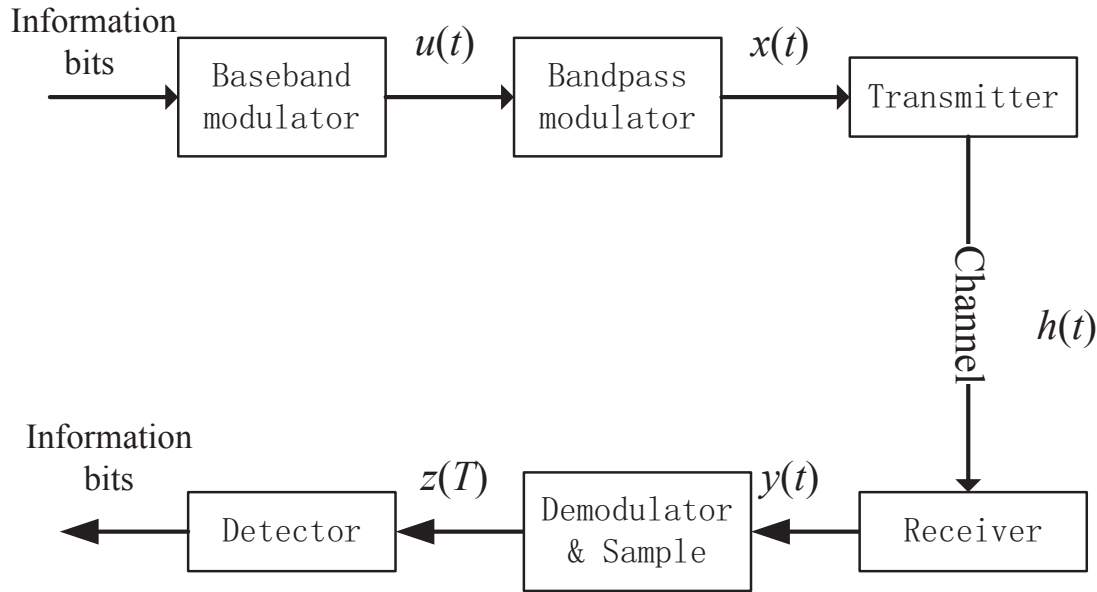 Information
bits
Baseband
modulator
u(t)
Bandpass
modulator
x(t)
Transmitter
Channel
h(t)
Receiver
y(t)
Demodulator
& Sample
z(T)
Detector
Information
bits